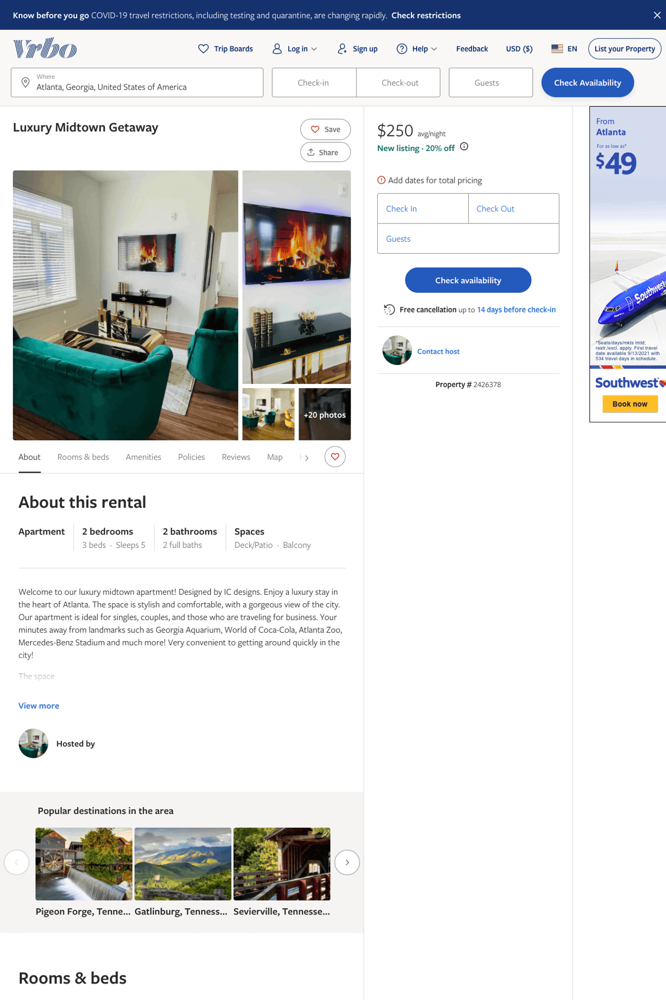 Know before you go COVID-19 travel restrictions, including testing and quarantine, are changing rapidly. Check restrictions
Vrbo
Trip Boards
Log in
Sign up
Help
Feedback
USD ($)
EN
List your Property
Where
Atlanta, Georgia, United States of America
Check-in
Check-out
Guests
Check Availability
Luxury Midtown Getaway
Save
Share
+20 photos
About
Rooms & beds
Amenities
Policies
Reviews
Map
About this rental
Apartment
2 bedrooms
3 beds · Sleeps 5
2 bathrooms
2 full baths
Spaces
Deck/Patio · Balcony
Welcome to our luxury midtown apartment! Designed by IC designs. Enjoy a luxury stay in
the heart of Atlanta. The space is stylish and comfortable, with a gorgeous view of the city.
Our apartment is ideal for singles, couples, and those who are traveling for business. Your
minutes away from landmarks such as Georgia Aquarium, World of Coca-Cola, Atlanta Zoo,
Mercedes-Benz Stadium and much more! Very convenient to getting around quickly in the
city!
The space
View more
Hosted by
Popular destinations in the area
Pigeon Forge, Tenne...
Gatlinburg, Tenness...
Sevierville, Tennesse...
Rooms & beds
$250 avg/night
New listing · 20% off
Add dates for total pricing
Check In
Check Out
Guests
Check availability
Free cancellation up to 14 days before check-in
Contact host
Property # 2426378
From
Atlanta
For as low as*
$49
Southwest
*Seats/days/mkts lmtd;
restr./excl. apply. First travel
date available 9/13/2021 with
534 travel days in schedule.
Southwest
Book now